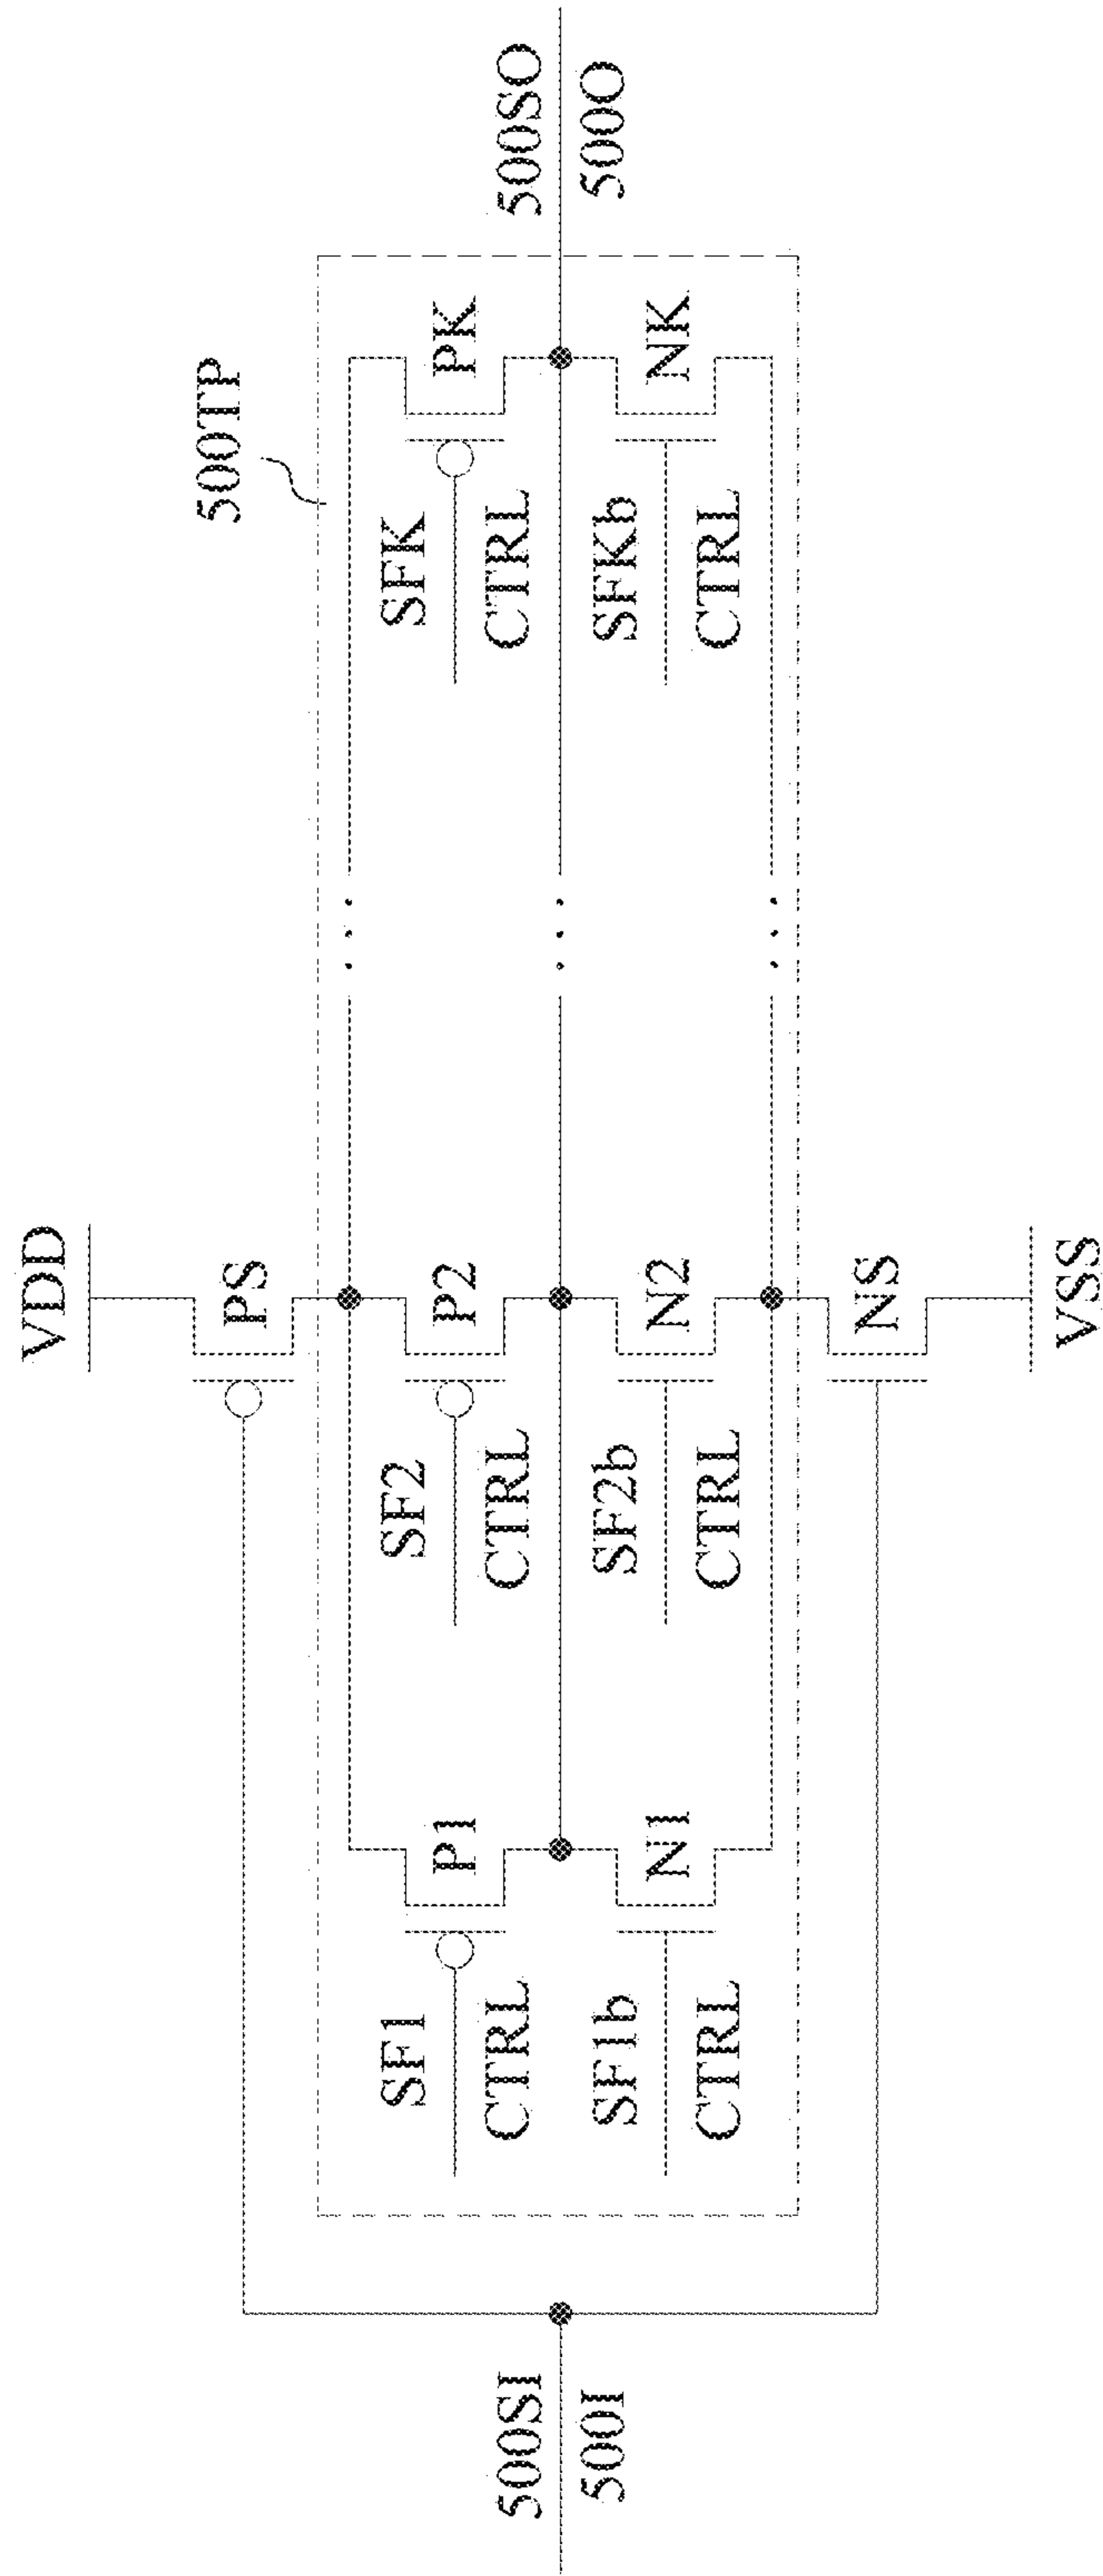 VDD
PS
500TP
SF1
CTRL
P1
SF2
CTRL
P2
SFK
CTRL
PK
500SI
500I
500SO
500O
SF1b
CTRL
N1
SF2b
CTRL
N2
SFKb
CTRL
NK
NS
VSS